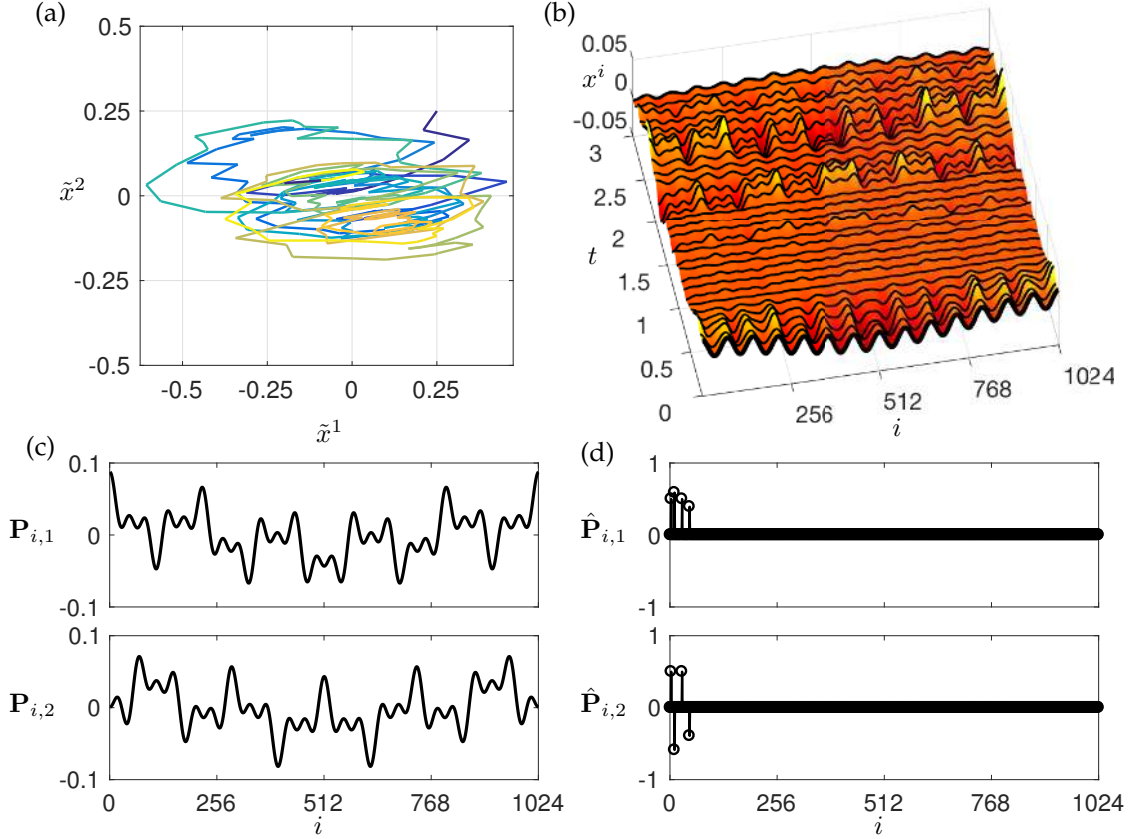 (a)
0.5
0.25
x̃²
0
-0.25
-0.5
-0.5 -0.25 0 0.25
x̃¹
(b)
0.05
xⁱ 0
-0.05
3
2.5
2
t 1.5
1
0.5
0
256 512 768 1024
i
(c)
0.1
P_{i,1} 0
-0.1
0.1
P_{i,2} 0
-0.1
0 256 512 768 1024
i
(d)
1
P̂_{i,1} 0
-1
1
P̂_{i,2} 0
-1
0 256 512 768 1024
i